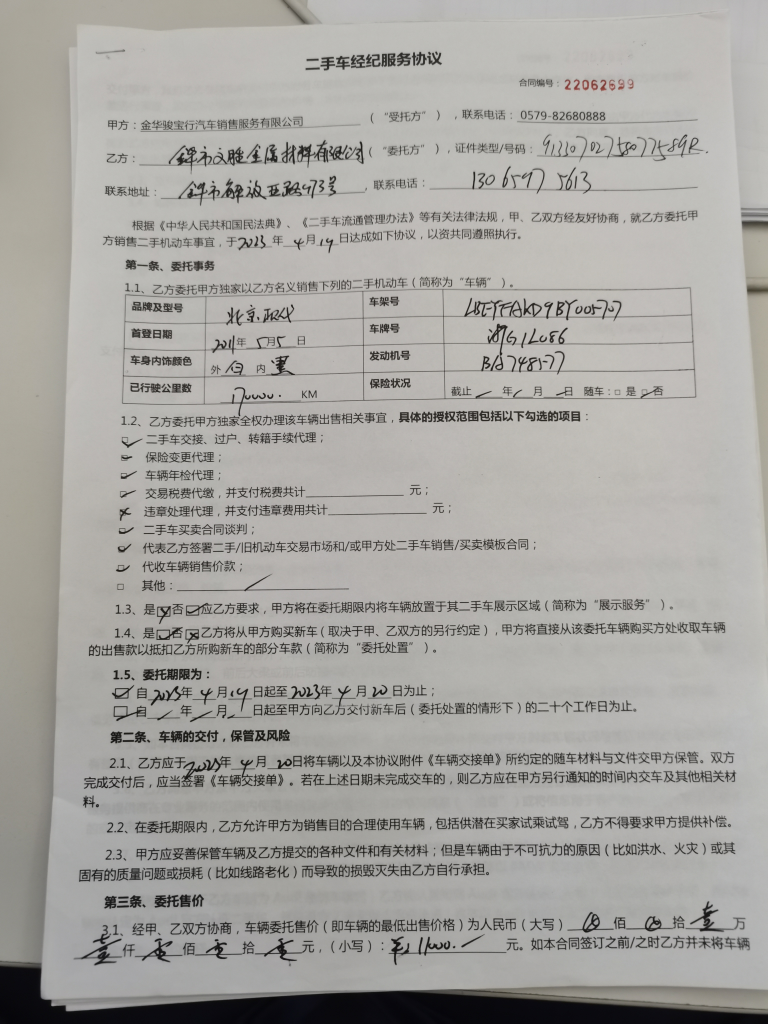 二手车经纪服务协议
合同编号：22062699
甲方：金华骏宝行汽车销售服务有限公司（“受托方”），联系电话：0579-82680888
乙方：金华市文胜金属材料有限公司（“委托方”），证件类型/号码：
联系地址：金华市解放西路473号，联系电话：13065975613
根据《中华人民共和国民法典》、《二手车流通管理办法》等有关法律法规，甲、乙双方经友好协商，就乙方委托甲
方销售二手机动车事宜，于2023年4月19日达成如下协议，以资共同遵照执行。
第一条、委托事务
1.1、乙方委托甲方独家以乙方名义销售下列的二手机动车（简称为“车辆”）。
品牌及型号 北京现代 车架号 LBEYFAKD9BY005707
首登日期 2011年5月5日 车牌号 浙G1L086
车身内饰颜色 外 白 内 黑 发动机号
已行驶公里数 170000. KM 保险状况 截止 年 月 日 随车：□ 是 □ 否
1.2、乙方委托甲方独家全权办理该车辆出售相关事宜，具体的授权范围包括以下勾选的项目：
☑ 二手车交接、过户、转籍手续代理；
☑ 保险变更代理；
☑ 车辆年检代理；
☑ 交易税费代缴，并支付税费共计 元；
☒ 违章处理代理，并支付违章费用共计 元；
☑ 二手车买卖合同谈判；
☑ 代表乙方签署二手/旧机动车交易市场和/或甲方处二手车销售/买卖模板合同；
☑ 代收车辆销售价款；
□ 其他： /
1.3、是☒否☑应乙方要求，甲方将在委托期限内将车辆放置于其二手车展示区域（简称为“展示服务”）。
1.4、是☑否☒乙方将从甲方购买新车（取决于甲、乙双方的另行约定），甲方将直接从该委托车辆购买方处收取车辆
的出售款以抵扣乙方所购新车的部分车款（简称为“委托处置”）。
1.5、委托期限为：
☑自2023年4月19日起至2023年4月20日为止；
□自 / 年 / 月 / 日起至甲方向乙方交付新车后（委托处置的情形下）的二十个工作日为止。
第二条、车辆的交付，保管及风险
2.1、乙方应于2023年4月20日将车辆以及本协议附件《车辆交接单》所约定的随车材料与文件交甲方保管。双方
完成交付后，应当签署《车辆交接单》。若在上述日期未完成交车的，则乙方应在甲方另行通知的时间内交车及其他相关材
料。
2.2、在委托期限内，乙方允许甲方为销售目的合理使用车辆，包括供潜在买家试乘试驾，乙方不得要求甲方提供补偿。
2.3、甲方应妥善保管车辆及乙方提交的各种文件和有关材料；但是车辆由于不可抗力的原因（比如洪水、火灾）或其
固有的质量问题或损耗（比如线路老化）而导致的损毁灭失由乙方自行承担。
第三条、委托售价
3.1、经甲、乙双方协商，车辆委托售价（即车辆的最低出售价格）为人民币（大写） 佰 拾 壹 万
壹 仟 零 佰 零 拾 零 元，（小写）：￥11000. 元。如本合同签订之前/之时乙方并未将车辆